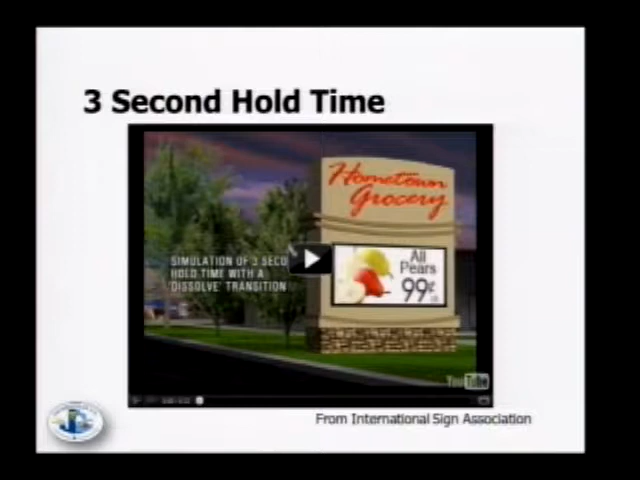 3 Second Hold Time
Hometown
Grocery
SIMULATION OF 3 SECO
HOLD TIME WITH A
'DISSOLVE' TRANSITION
All
Pears
99¢
YouTube
From International Sign Association